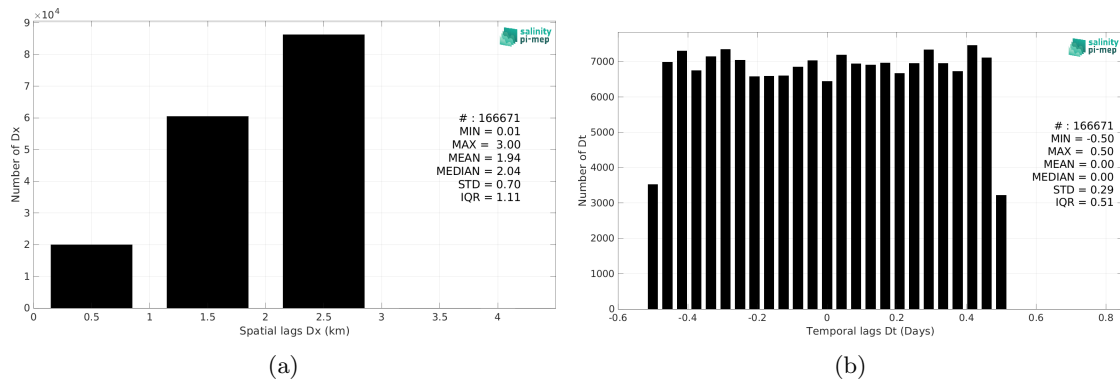 ×10⁴
9
8
7
6
5
4
3
2
1
0
Number of Dx
salinity
pi-mep
# : 166671
MIN = 0.01
MAX = 3.00
MEAN = 1.94
MEDIAN = 2.04
STD = 0.70
IQR = 1.11
0 0.5 1 1.5 2 2.5 3 3.5 4
Spatial lags Dx (km)
(a)
7000
6000
5000
4000
3000
2000
1000
0
Number of Dt
salinity
pi-mep
# : 166671
MIN = -0.50
MAX = 0.50
MEAN = 0.00
MEDIAN = 0.00
STD = 0.29
IQR = 0.51
-0.6 -0.4 -0.2 0 0.2 0.4 0.6 0.8
Temporal lags Dt (Days)
(b)